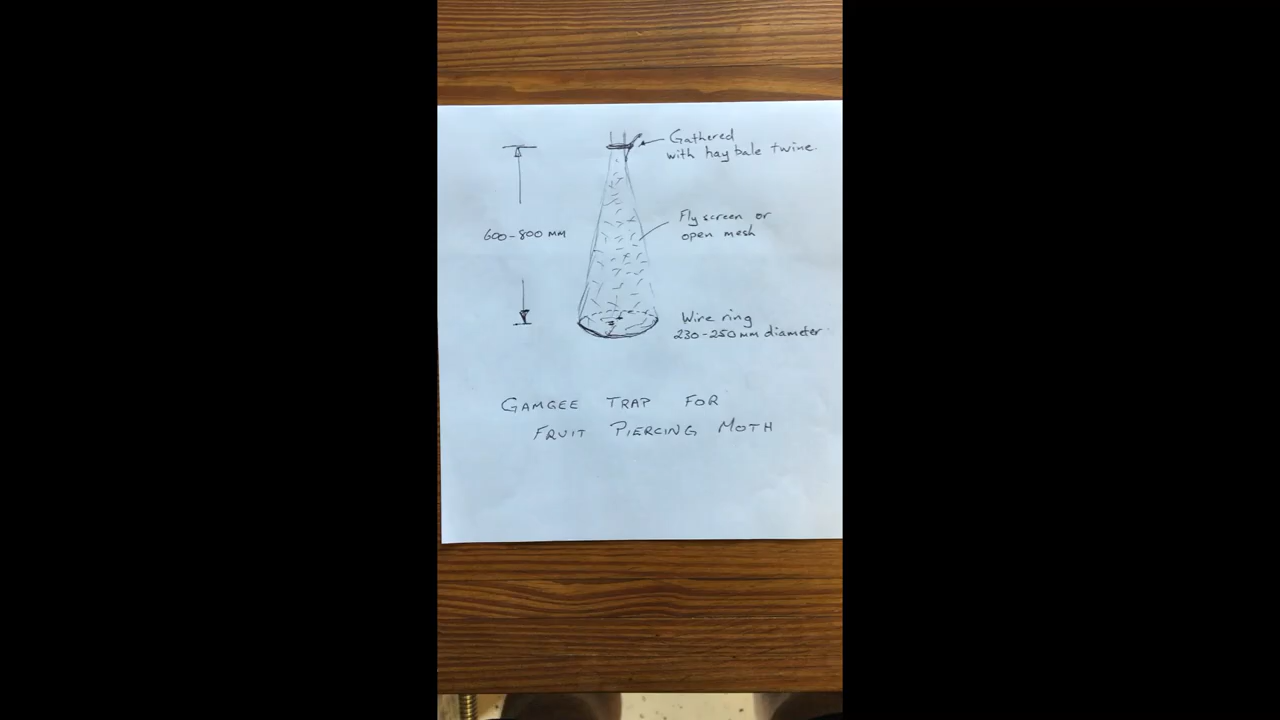 Gathered
with hay bale twine.
Fly screen or
open mesh
600-800 MM
Wire ring
230-250 MM diameter
GAMGEE TRAP FOR
FRUIT PIERCING MOTH